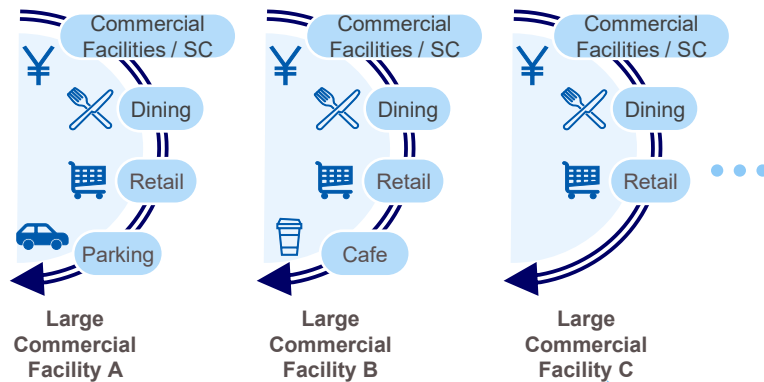 Commercial
Facilities / SC
¥
Dining
Retail
Parking
Large
Commercial
Facility A
Commercial
Facilities / SC
¥
Dining
Retail
Cafe
Large
Commercial
Facility B
Commercial
Facilities / SC
¥
Dining
Retail
Large
Commercial
Facility C